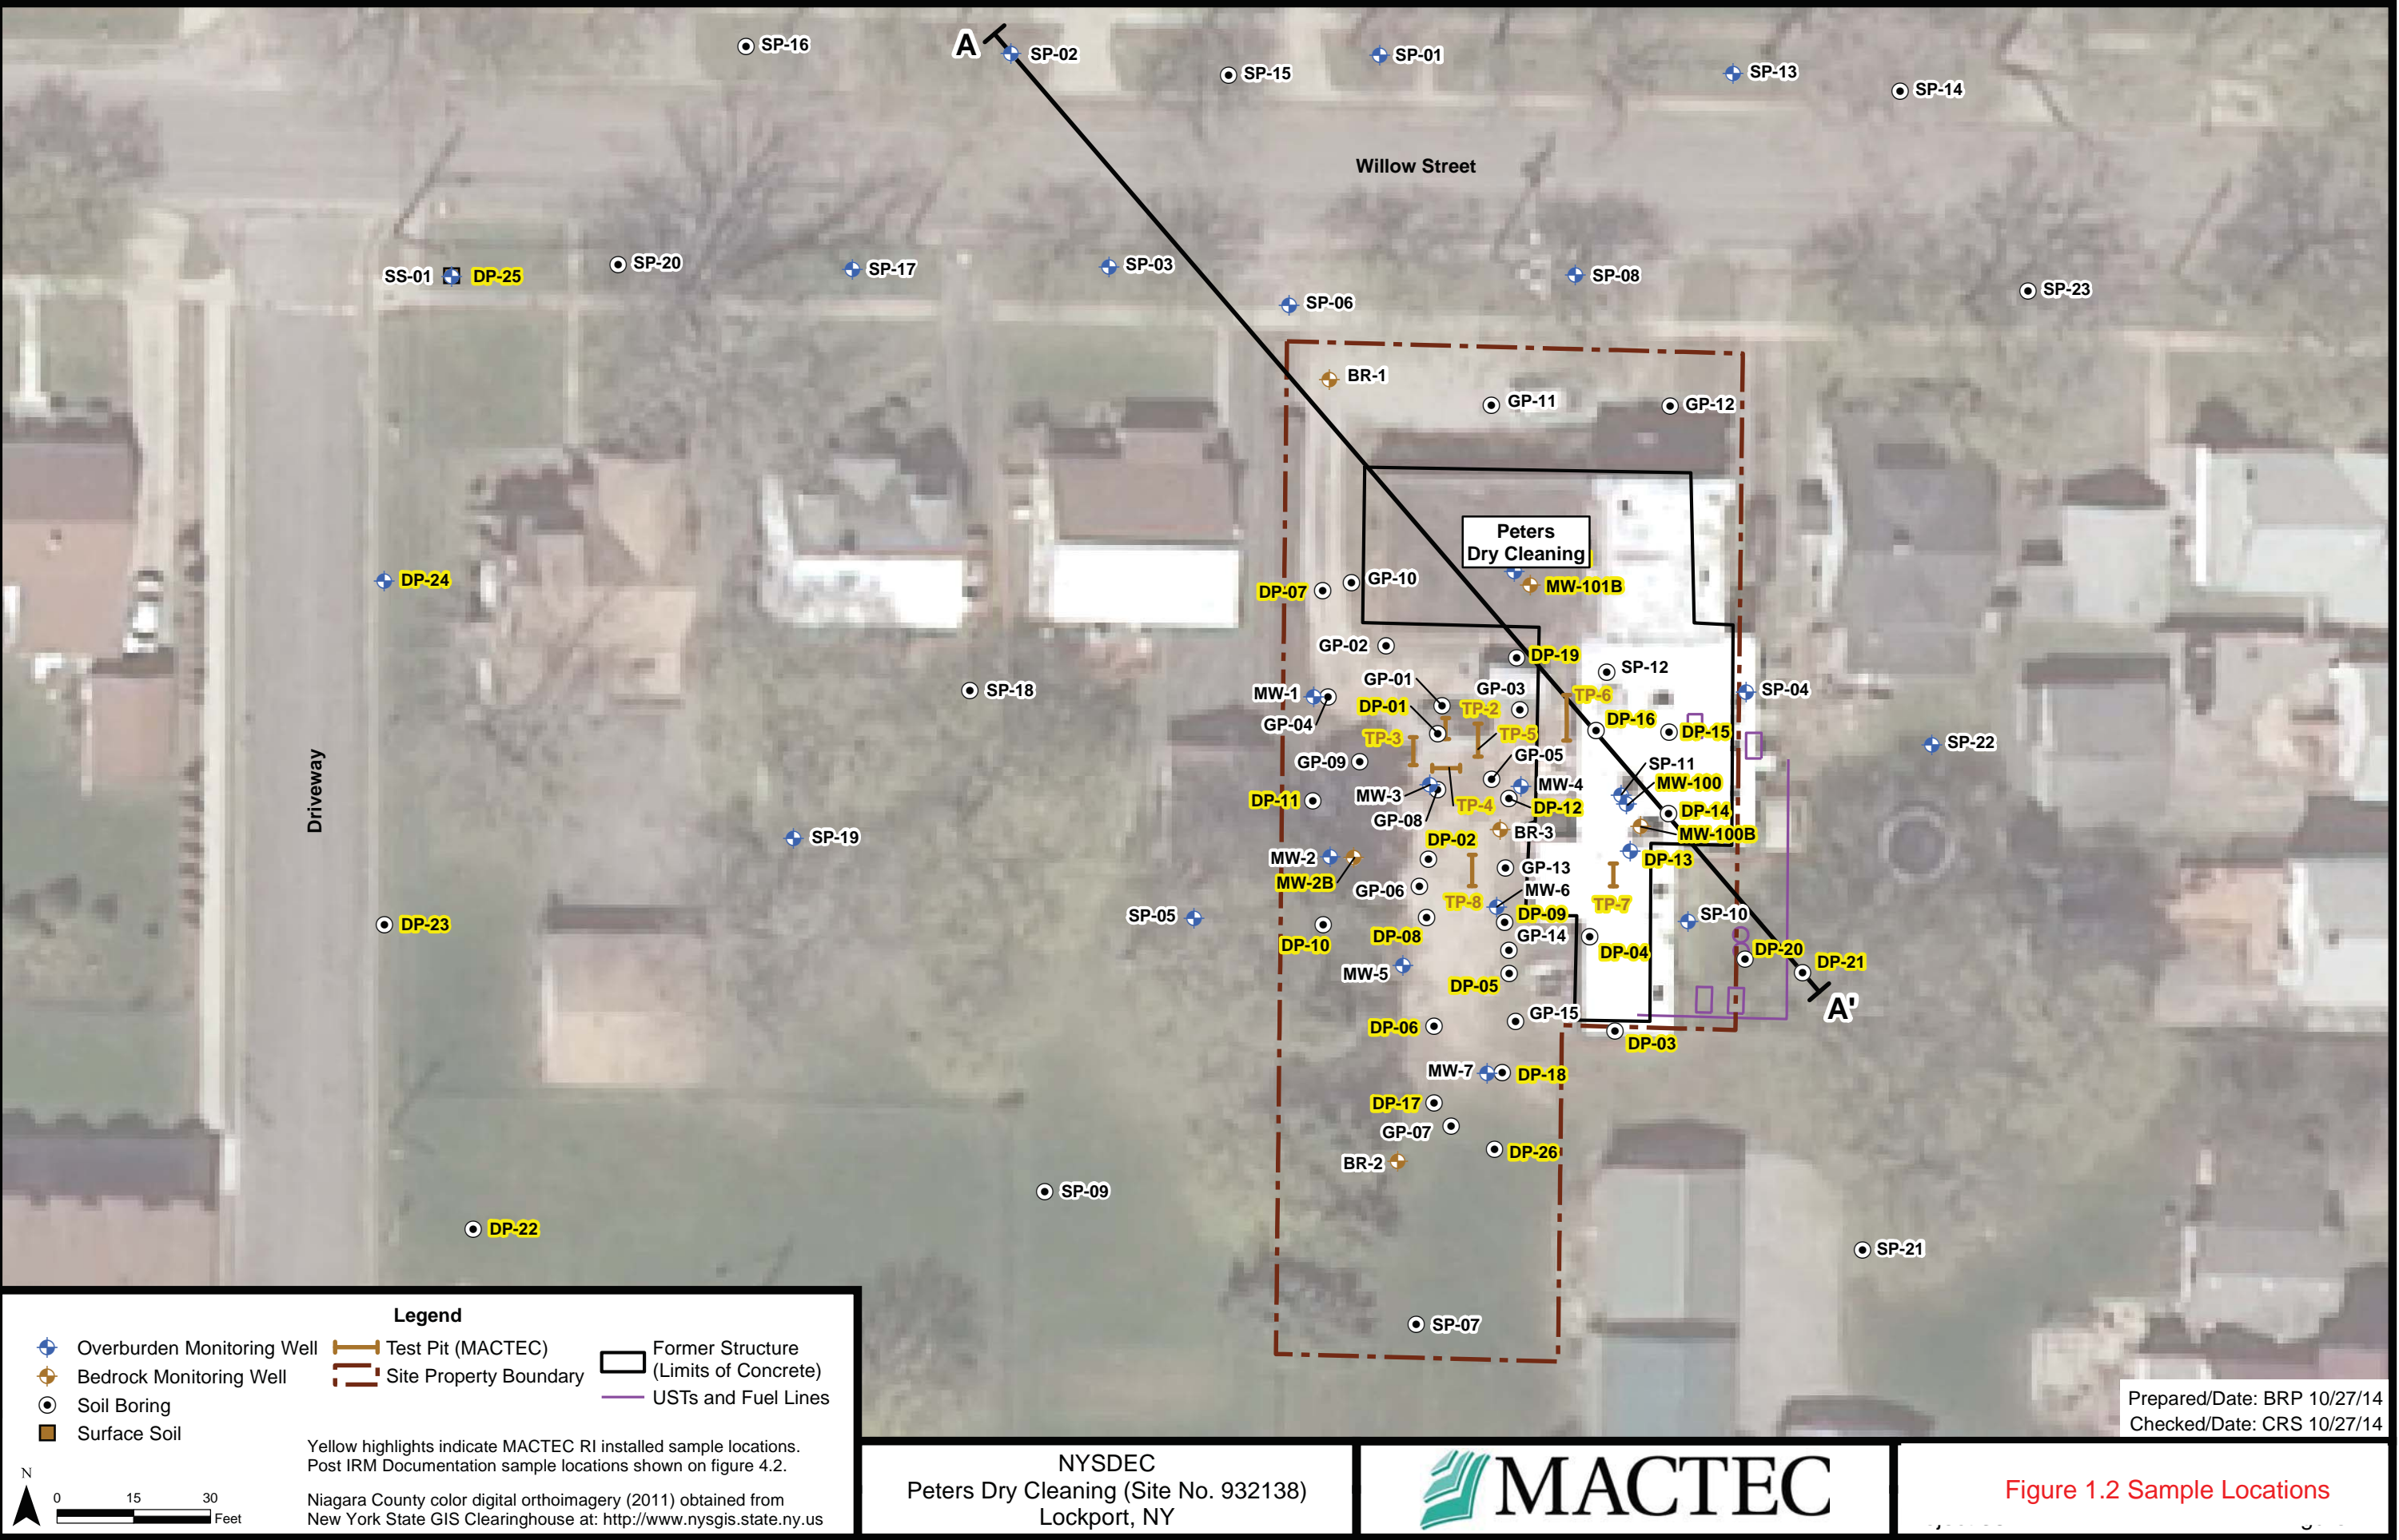 SP-16
A
SP-02
SP-15
SP-01
SP-13
SP-14
Willow Street
SS-01
DP-25
SP-20
SP-17
SP-03
SP-06
SP-08
SP-23
BR-1
GP-11
GP-12
Peters
Dry Cleaning
MW-101B
DP-24
DP-07
GP-10
GP-02
DP-19
SP-12
SP-18
MW-1
GP-01
GP-03
TP-6
SP-04
GP-04
DP-01
TP-2
DP-16
DP-15
TP-3
TP-5
SP-22
GP-09
GP-05
SP-11
MW-100
Driveway
DP-11
MW-3
MW-4
TP-4
DP-12
DP-14
GP-08
SP-19
DP-02
BR-3
MW-100B
MW-2
DP-13
MW-2B
GP-13
GP-06
MW-6
TP-8
TP-7
SP-05
DP-09
SP-10
DP-23
DP-10
DP-08
GP-14
DP-04
DP-20
DP-21
MW-5
DP-05
A'
DP-06
GP-15
DP-03
MW-7
DP-18
DP-17
GP-07
BR-2
DP-26
SP-09
DP-22
SP-21
SP-07
Legend
Overburden Monitoring Well
Bedrock Monitoring Well
Soil Boring
Surface Soil
Test Pit (MACTEC)
Site Property Boundary
Former Structure
(Limits of Concrete)
USTs and Fuel Lines
Yellow highlights indicate MACTEC RI installed sample locations.
Post IRM Documentation sample locations shown on figure 4.2.
Niagara County color digital orthoimagery (2011) obtained from
New York State GIS Clearinghouse at: http://www.nysgis.state.ny.us
N
0 15 30
Feet
NYSDEC
Peters Dry Cleaning (Site No. 932138)
Lockport, NY
MACTEC
Prepared/Date: BRP 10/27/14
Checked/Date: CRS 10/27/14
Figure 1.2 Sample Locations